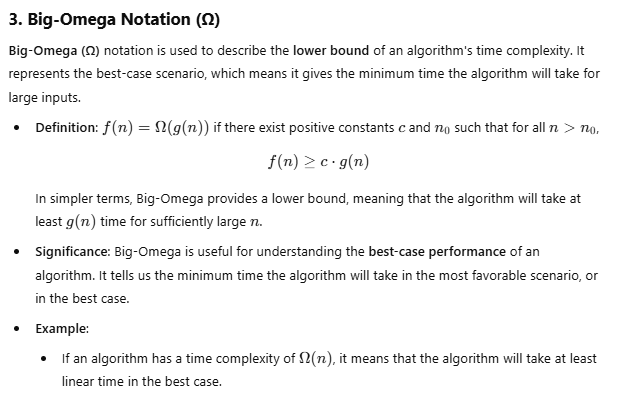 3. Big-Omega Notation (Ω)
Big-Omega (Ω) notation is used to describe the lower bound of an algorithm's time complexity. It
represents the best-case scenario, which means it gives the minimum time the algorithm will take for
large inputs.
• Definition: f(n) = Ω(g(n)) if there exist positive constants c and n₀ such that for all n > n₀,
f(n) ≥ c · g(n)
In simpler terms, Big-Omega provides a lower bound, meaning that the algorithm will take at
least g(n) time for sufficiently large n.
• Significance: Big-Omega is useful for understanding the best-case performance of an
algorithm. It tells us the minimum time the algorithm will take in the most favorable scenario, or
in the best case.
• Example:
• If an algorithm has a time complexity of Ω(n), it means that the algorithm will take at least
linear time in the best case.